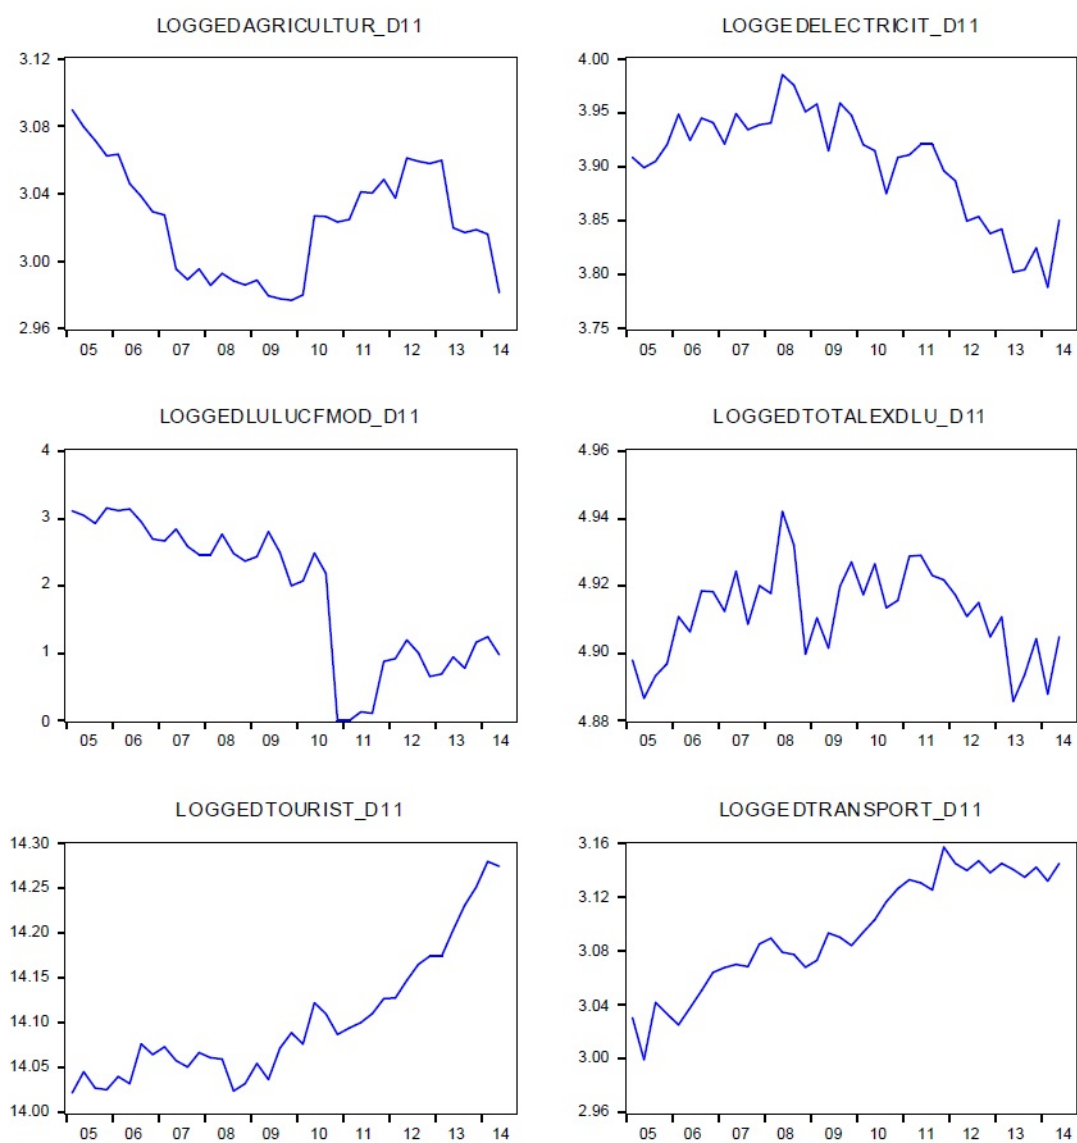 LOGGEDAGRICULTUR_D11
3.12
3.08
3.04
3.00
2.96
05 06 07 08 09 10 11 12 13 14
LOGGEDELECTRICIT_D11
4.00
3.95
3.90
3.85
3.80
3.75
05 06 07 08 09 10 11 12 13 14
LOGGEDLULUCFMOD_D11
4
3
2
1
0
05 06 07 08 09 10 11 12 13 14
LOGGEDTOTALEXDLU_D11
4.96
4.94
4.92
4.90
4.88
05 06 07 08 09 10 11 12 13 14
LOGGEDTOURIST_D11
14.30
14.25
14.20
14.15
14.10
14.05
14.00
05 06 07 08 09 10 11 12 13 14
LOGGEDTRANSPORT_D11
3.16
3.12
3.08
3.04
3.00
2.96
05 06 07 08 09 10 11 12 13 14